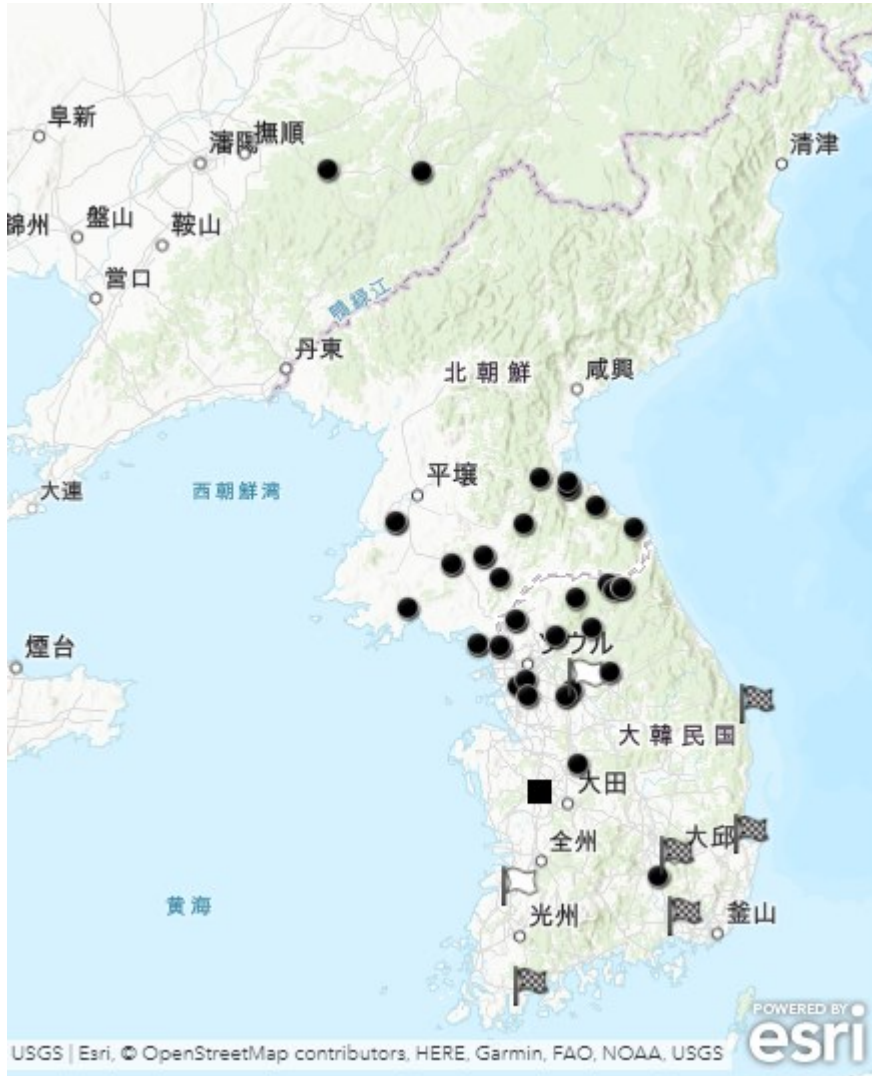 阜新
瀋陽
撫順
清津
錦州
盤山
鞍山
営口
鴨緑江
丹東
北朝鮮
咸興
平壌
大連
西朝鮮湾
煙台
ソウル
大韓民国
大田
大邱
全州
黄海
光州
釜山
POWERED BY
esri
USGS | Esri, © OpenStreetMap contributors, HERE, Garmin, FAO, NOAA, USGS